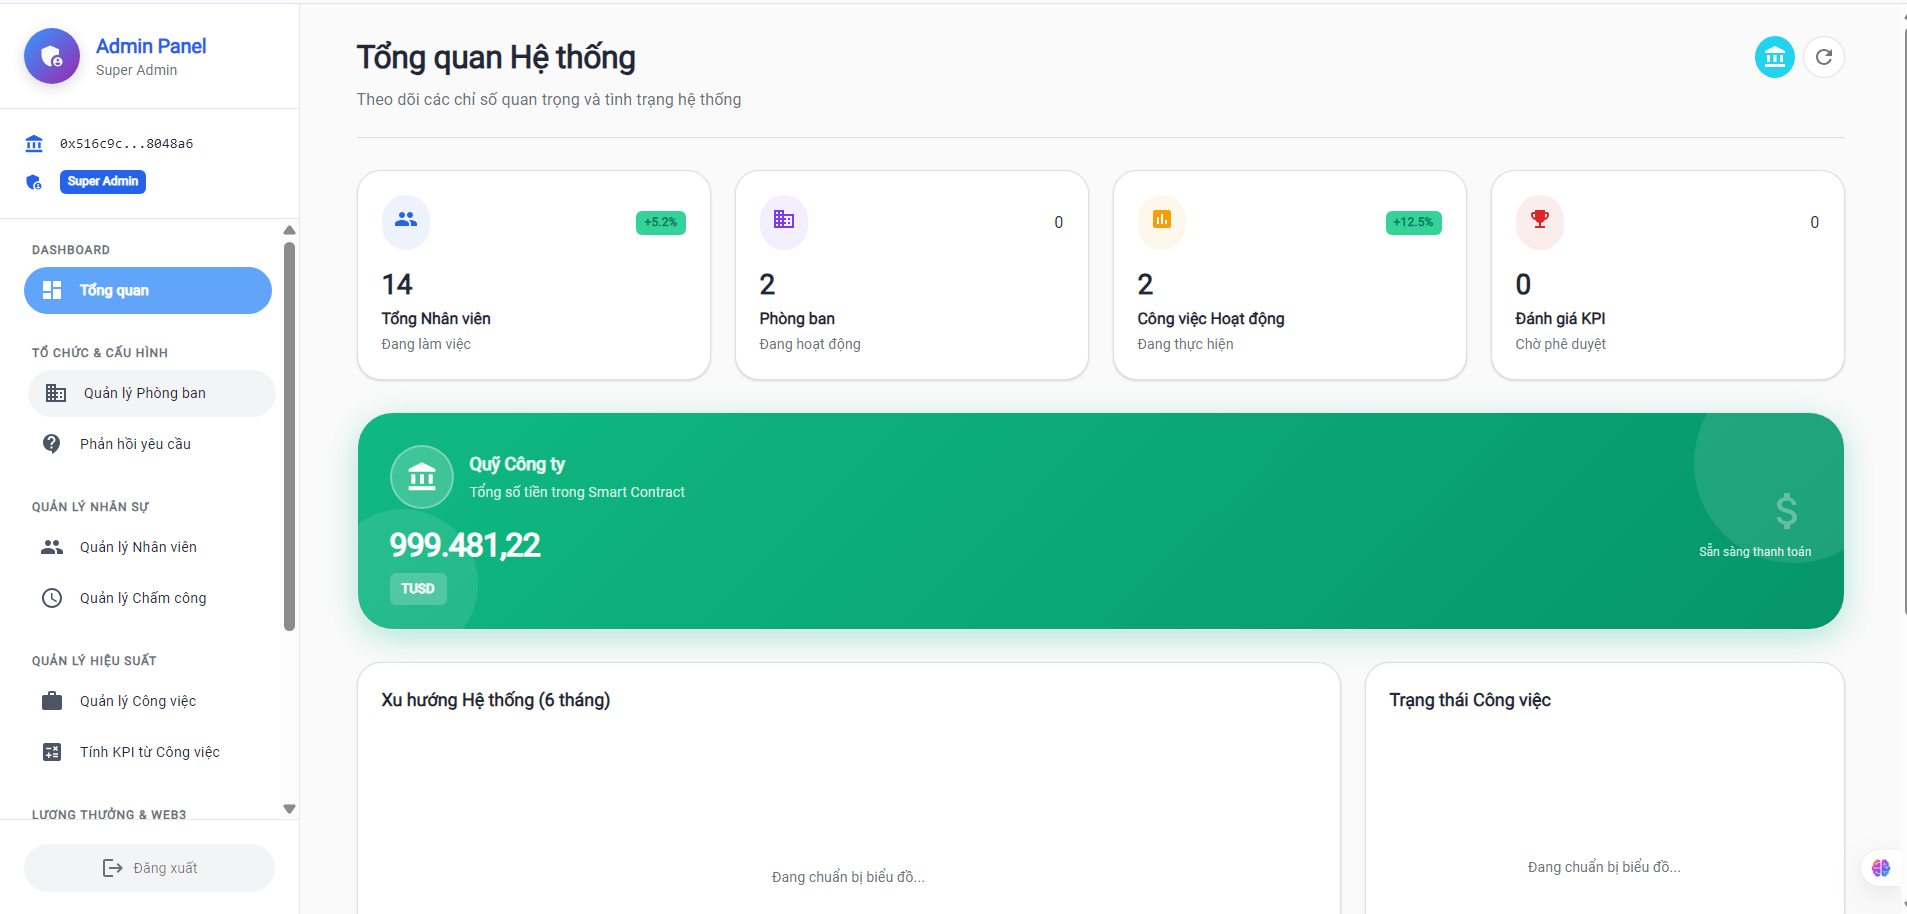 Admin Panel
Super Admin
0x516c9c...8048a6
Super Admin
DASHBOARD
Tổng quan
TỔ CHỨC & CẤU HÌNH
Quản lý Phòng ban
Phản hồi yêu cầu
QUẢN LÝ NHÂN SỰ
Quản lý Nhân viên
Quản lý Chấm công
QUẢN LÝ HIỆU SUẤT
Quản lý Công việc
Tính KPI từ Công việc
LƯƠNG THƯỞNG & WEB3
Đăng xuất
Tổng quan Hệ thống
Theo dõi các chỉ số quan trọng và tình trạng hệ thống
+5.2%
14
Tổng Nhân viên
Đang làm việc
0
2
Phòng ban
Đang hoạt động
+12.5%
2
Công việc Hoạt động
Đang thực hiện
0
0
Đánh giá KPI
Chờ phê duyệt
Quỹ Công ty
Tổng số tiền trong Smart Contract
999.481,22
TUSD
$
Sẵn sàng thanh toán
Xu hướng Hệ thống (6 tháng)
Đang chuẩn bị biểu đồ...
Trạng thái Công việc
Đang chuẩn bị biểu đồ...